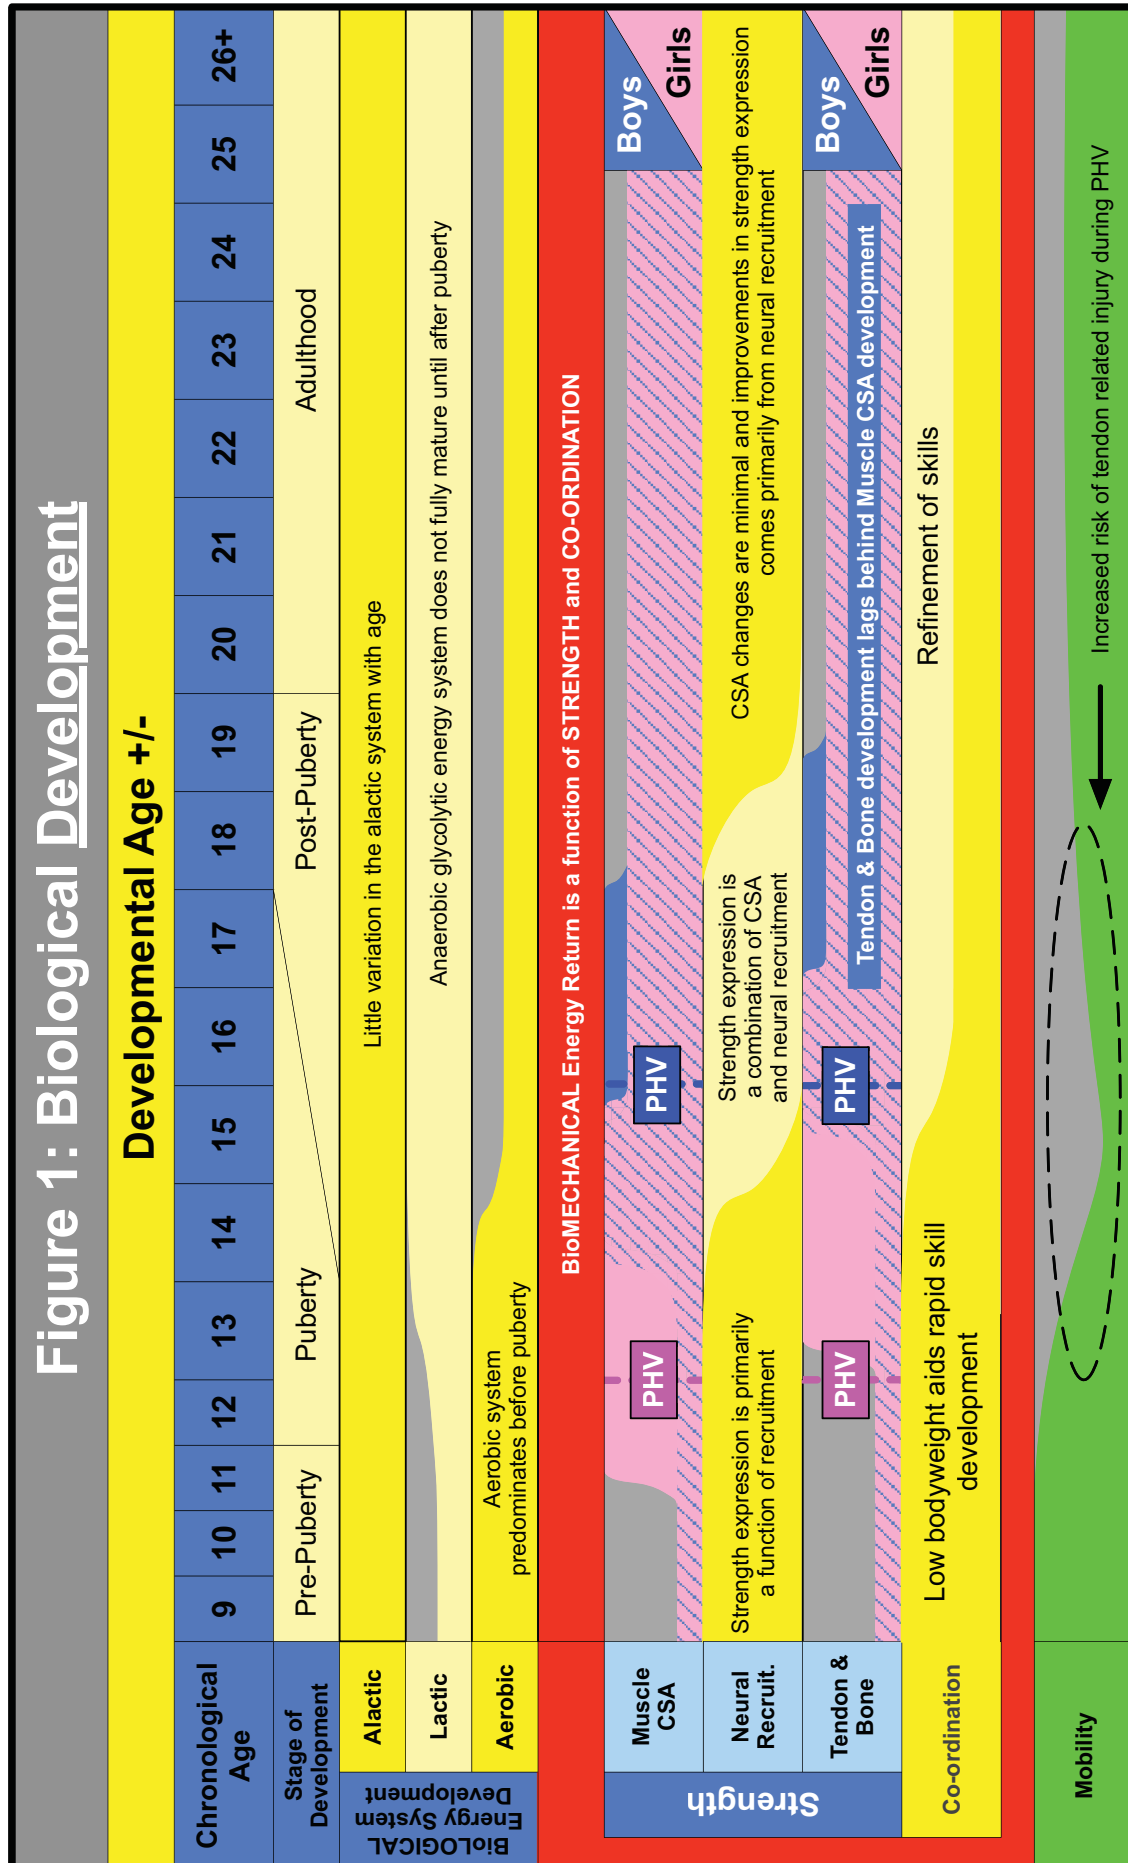 Figure 1: Biological Development
Developmental Age +/-
Chronological
Age
9
10
11
12
13
14
15
16
17
18
19
20
21
22
23
24
25
26+
Stage of
Development
Pre-Puberty
Puberty
Post-Puberty
Adulthood
BioLOGICAL
Energy System
Development
Alactic
Little variation in the alactic system with age
Lactic
Anaerobic glycolytic energy system does not fully mature until after puberty
Aerobic
Aerobic system
predominates before puberty
BioMECHANICAL Energy Return is a function of STRENGTH and CO-ORDINATION
Strength
Muscle
CSA
PHV
PHV
Boys
Girls
Neural
Recruit.
Strength expression is primarily
a function of recruitment
Strength expression is
a combination of CSA
and neural recruitment
CSA changes are minimal and improvements in strength expression
comes primarily from neural recruitment
Tendon &
Bone
PHV
PHV
Tendon & Bone development lags behind Muscle CSA development
Boys
Girls
Co-ordination
Low bodyweight aids rapid skill
development
Refinement of skills
Mobility
Increased risk of tendon related injury during PHV